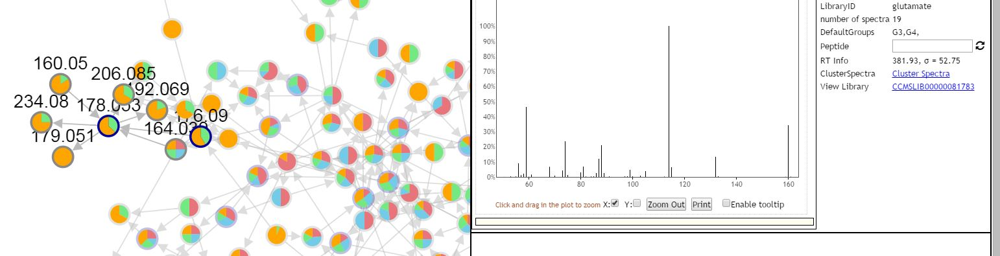 160.05
206.085
192.069
234.08
178.053
176.09
164.039
179.051
100%
90%
80%
70%
60%
50%
40%
30%
20%
10%
0%
60 80 100 120 140 160
Click and drag in the plot to zoom X: Y: Zoom Out Print Enable tooltip
LibraryID glutamate
number of spectra 19
DefaultGroups G3,G4,
Peptide
RT Info 381.93, σ = 52.75
ClusterSpectra Cluster Spectra
View Library CCMSLIB00000081783